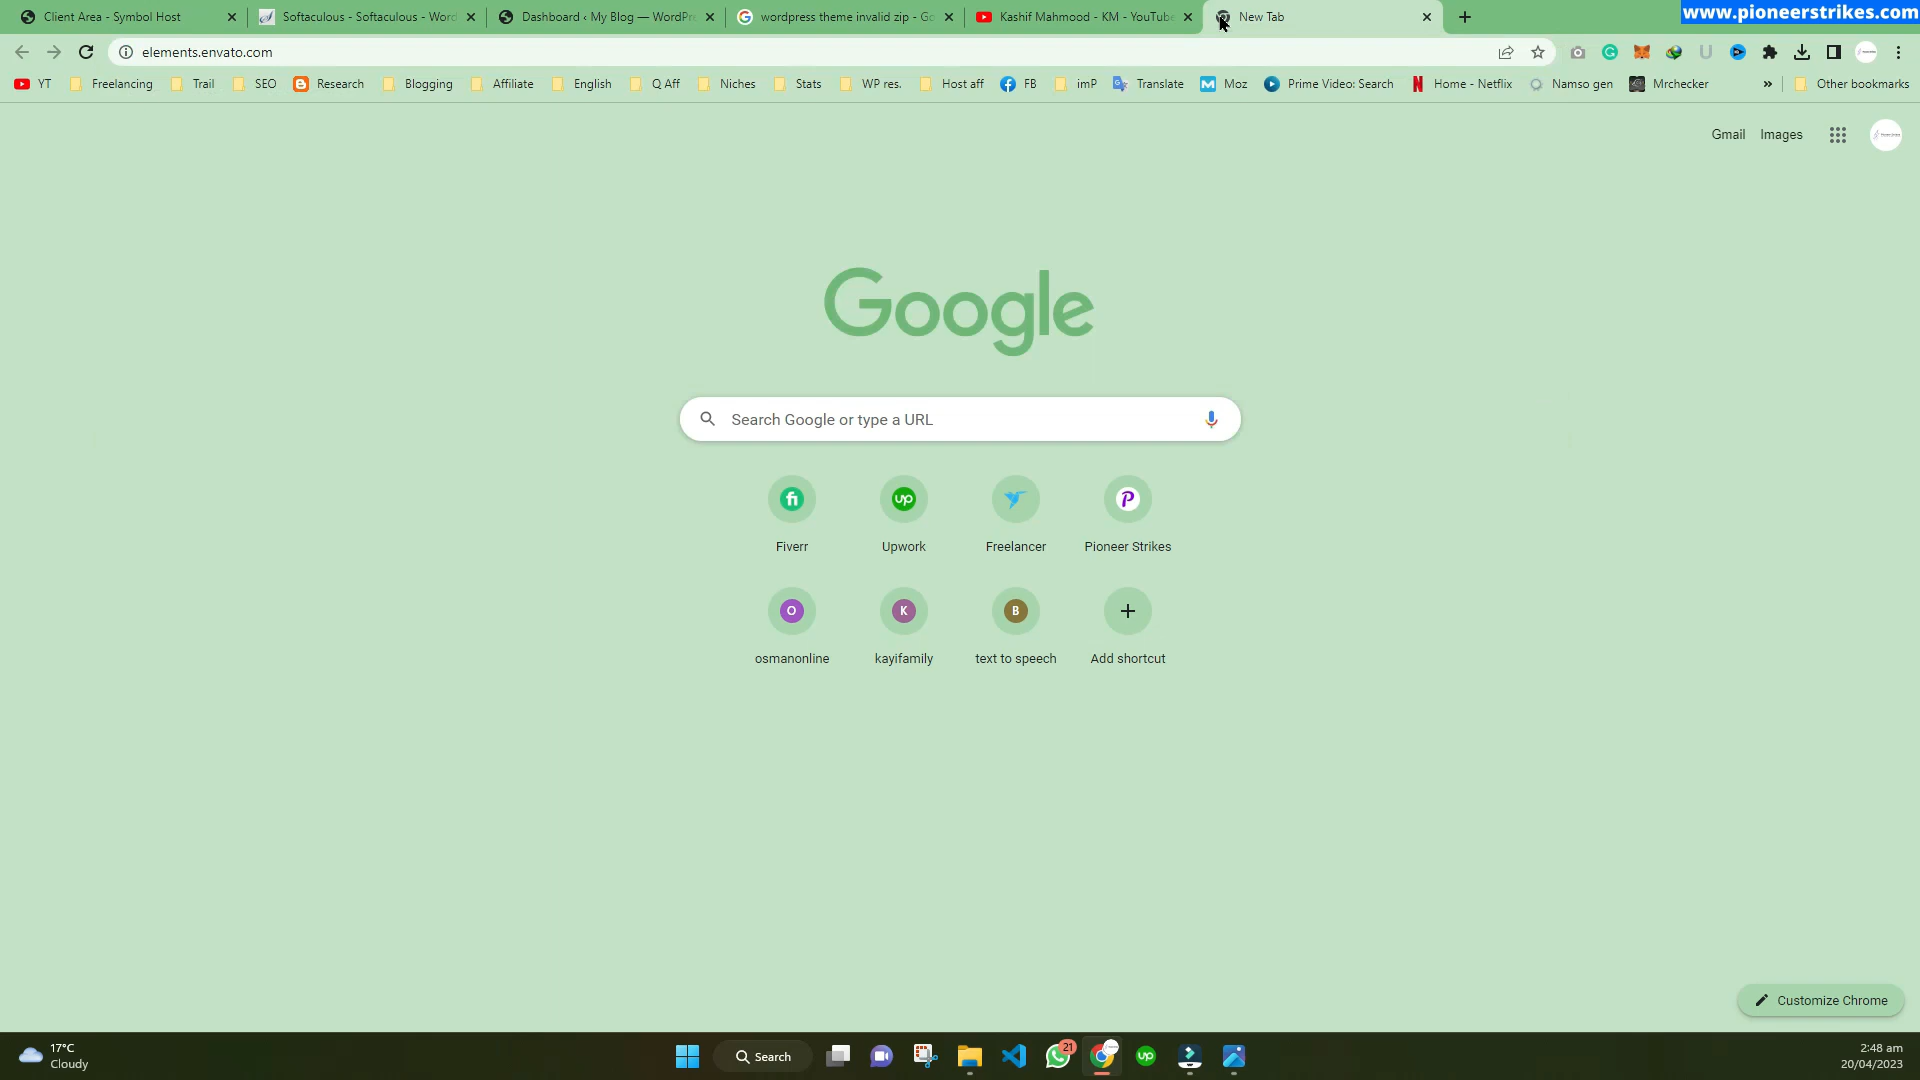 Client Area - Symbol Host
Softaculous - Softaculous - Word
Dashboard ‹ My Blog — WordPre
wordpress theme invalid zip - Go
Kashif Mahmood - KM - YouTube
New Tab
www.pioneerstrikes.com
elements.envato.com
YT
Freelancing
Trail
SEO
Research
Blogging
Affiliate
English
Q Aff
Niches
Stats
WP res.
Host aff
FB
imP
Translate
Moz
Prime Video: Search
Home - Netflix
Namso gen
Mrchecker
»
Other bookmarks
Gmail
Images
Google
Search Google or type a URL
Fiverr
Upwork
Freelancer
Pioneer Strikes
osmanonline
kayifamily
text to speech
Add shortcut
Customize Chrome
17°C
Cloudy
Search
21
2:48 am
20/04/2023